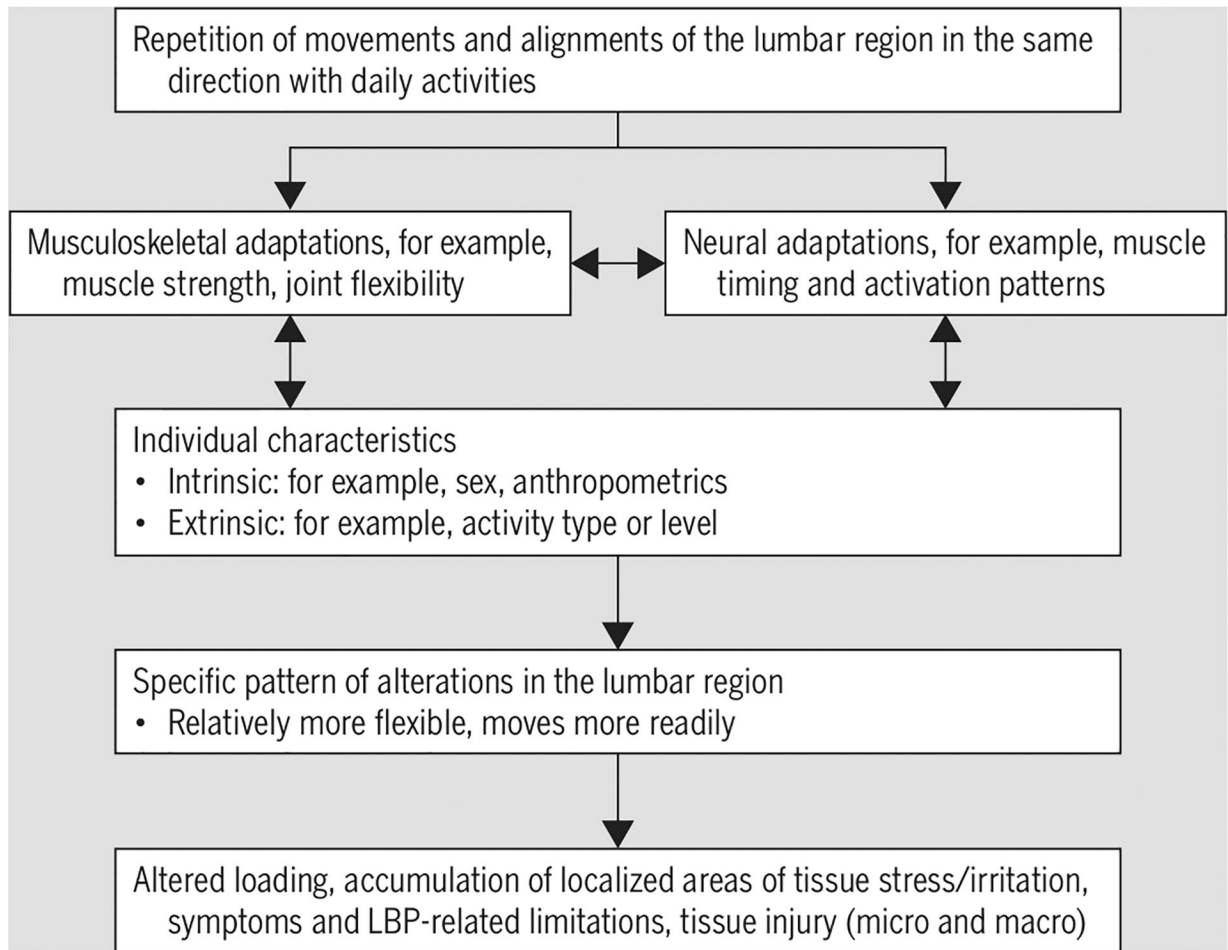 Repetition of movements and alignments of the lumbar region in the same
direction with daily activities
Musculoskeletal adaptations, for example,
muscle strength, joint flexibility
Neural adaptations, for example, muscle
timing and activation patterns
Individual characteristics
• Intrinsic: for example, sex, anthropometrics
• Extrinsic: for example, activity type or level
Specific pattern of alterations in the lumbar region
• Relatively more flexible, moves more readily
Altered loading, accumulation of localized areas of tissue stress/irritation,
symptoms and LBP-related limitations, tissue injury (micro and macro)